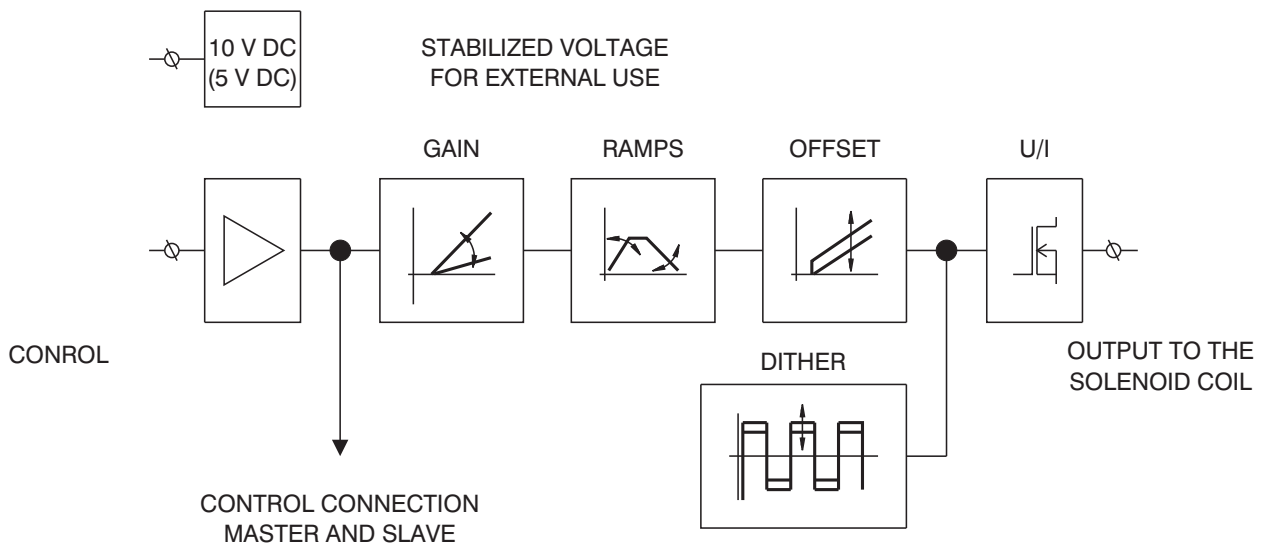 10 V DC
(5 V DC)
STABILIZED VOLTAGE
FOR EXTERNAL USE
GAIN
RAMPS
OFFSET
U/I
CONROL
OUTPUT TO THE
SOLENOID COIL
DITHER
CONTROL CONNECTION
MASTER AND SLAVE